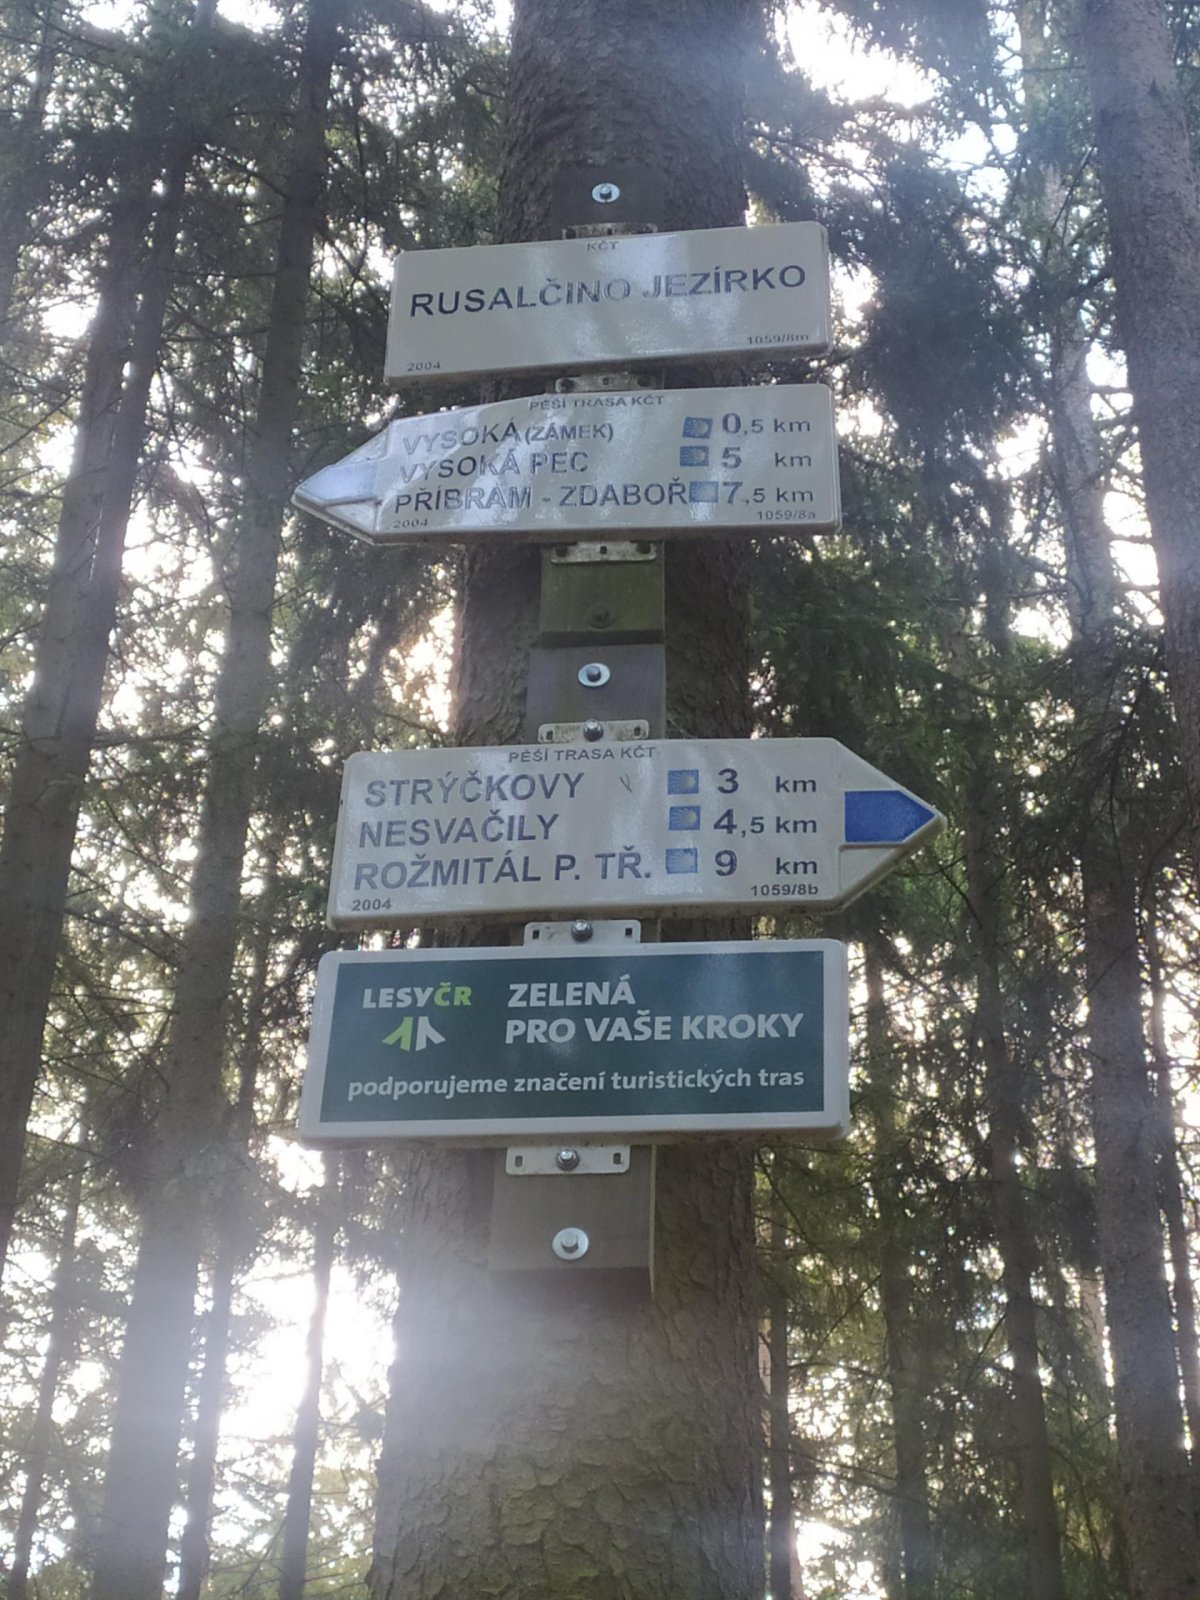 KČT
RUSALČINO JEZÍRKO
2004 1059/8m
PĚŠÍ TRASA KČT
VYSOKÁ (ZÁMEK) 0,5 km
VYSOKÁ PEC 5 km
PŘÍBRAM - ZDABOŘ 7,5 km
2004 1059/8a
PĚŠÍ TRASA KČT
STRÝČKOVY 3 km
NESVAČILY 4,5 km
ROŽMITÁL P. TŘ. 9 km
2004 1059/8b
LESYČR ZELENÁ
PRO VAŠE KROKY
podporujeme značení turistických tras